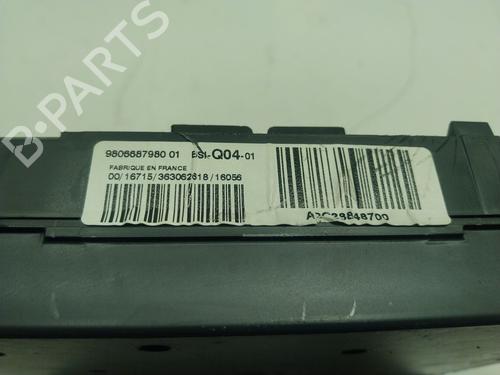 9806687980 01 BSI-Q04-01
FABRIQUE EN FRANCE
00/16715/363062618/16056
A2C28848700
B-PARTS